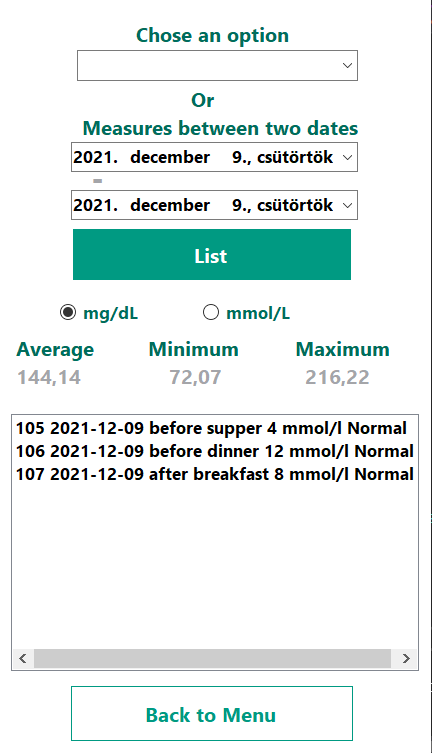 Chose an option
Or
Measures between two dates
2021. december 9., csütörtök
-
2021. december 9., csütörtök
List
mg/dL mmol/L
Average Minimum Maximum
144,14 72,07 216,22
105 2021-12-09 before supper 4 mmol/l Normal
106 2021-12-09 before dinner 12 mmol/l Normal
107 2021-12-09 after breakfast 8 mmol/l Normal
Back to Menu